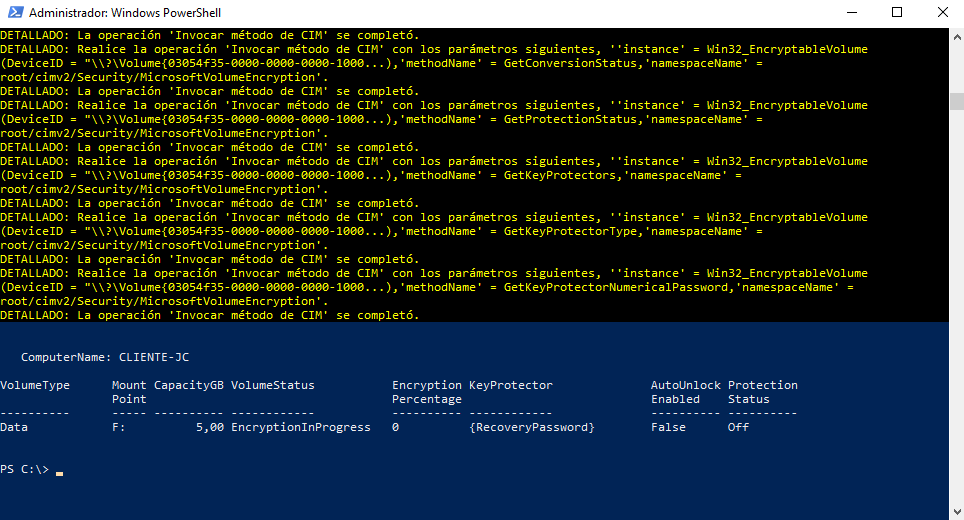 Administrador: Windows PowerShell
DETALLADO: La operación 'Invocar método de CIM' se completó.
DETALLADO: Realice la operación 'Invocar método de CIM' con los parámetros siguientes, ''instance' = Win32_EncryptableVolume
(DeviceID = "\\?\Volume{03054f35-0000-0000-0000-1000...),'methodName' = GetConversionStatus,'namespaceName' =
root/cimv2/Security/MicrosoftVolumeEncryption'.
DETALLADO: La operación 'Invocar método de CIM' se completó.
DETALLADO: Realice la operación 'Invocar método de CIM' con los parámetros siguientes, ''instance' = Win32_EncryptableVolume
(DeviceID = "\\?\Volume{03054f35-0000-0000-0000-1000...),'methodName' = GetProtectionStatus,'namespaceName' =
root/cimv2/Security/MicrosoftVolumeEncryption'.
DETALLADO: La operación 'Invocar método de CIM' se completó.
DETALLADO: Realice la operación 'Invocar método de CIM' con los parámetros siguientes, ''instance' = Win32_EncryptableVolume
(DeviceID = "\\?\Volume{03054f35-0000-0000-0000-1000...),'methodName' = GetKeyProtectors,'namespaceName' =
root/cimv2/Security/MicrosoftVolumeEncryption'.
DETALLADO: La operación 'Invocar método de CIM' se completó.
DETALLADO: Realice la operación 'Invocar método de CIM' con los parámetros siguientes, ''instance' = Win32_EncryptableVolume
(DeviceID = "\\?\Volume{03054f35-0000-0000-0000-1000...),'methodName' = GetKeyProtectorType,'namespaceName' =
root/cimv2/Security/MicrosoftVolumeEncryption'.
DETALLADO: La operación 'Invocar método de CIM' se completó.
DETALLADO: Realice la operación 'Invocar método de CIM' con los parámetros siguientes, ''instance' = Win32_EncryptableVolume
(DeviceID = "\\?\Volume{03054f35-0000-0000-0000-1000...),'methodName' = GetKeyProtectorNumericalPassword,'namespaceName' =
root/cimv2/Security/MicrosoftVolumeEncryption'.
DETALLADO: La operación 'Invocar método de CIM' se completó.
ComputerName: CLIENTE-JC
VolumeType      Mount CapacityGB VolumeStatus           Encryption KeyProtector              AutoUnlock Protection
                Point                                   Percentage                           Enabled    Status
----------      ----- ---------- ------------           ---------- ------------              ---------- ----------
Data            F:          5,00 EncryptionInProgress   0          {RecoveryPassword}        False      Off
PS C:\>